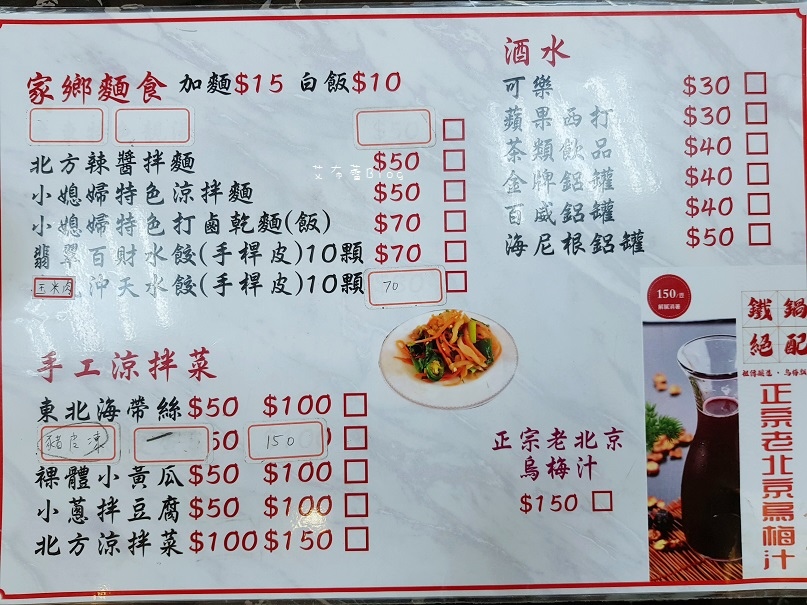 家鄉麵食 加麵$15 白飯$10
北方辣醬拌麵 $50
小媳婦特色涼拌麵 $50
小媳婦特色打鹵乾麵(飯) $70
翡翠百財水餃(手桿皮)10顆 $70
玉米肉 沖天水餃(手桿皮)10顆 70
手工涼拌菜
東北海帶絲 $50 $100
豬皮凍 一 50 150
裸體小黃瓜 $50 $100
小蔥拌豆腐 $50 $100
北方涼拌菜 $100 $150
酒水
可樂 $30
蘋果西打 $30
茶類飲品 $40
金牌鋁罐 $40
百威鋁罐 $40
海尼根鋁罐 $50
正宗老北京
烏梅汁
$150
150/壺
鐵鍋
絕配
正宗老北京烏梅汁